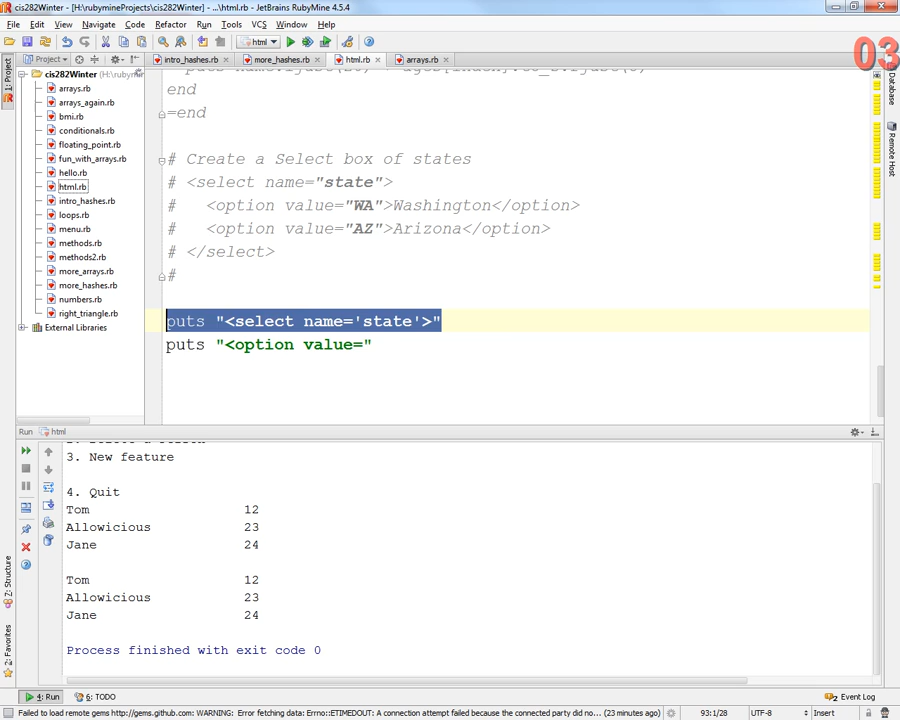 cis282Winter - [H:\rubymineProjects\cis282Winter] - ...\html.rb - JetBrains RubyMine 4.5.4
File Edit View Navigate Code Refactor Run Tools VCS Window Help
html
03
Project
intro_hashes.rb more_hashes.rb html.rb arrays.rb
1: Project
Database
Remote Host
cis282Winter (H:\rubymin
arrays.rb
arrays_again.rb
bmi.rb
conditionals.rb
floating_point.rb
fun_with_arrays.rb
hello.rb
html.rb
intro_hashes.rb
loops.rb
menu.rb
methods.rb
methods2.rb
more_arrays.rb
more_hashes.rb
numbers.rb
right_triangle.rb
External Libraries
end
=end
# Create a Select box of states
# <select name="state">
#   <option value="WA">Washington</option>
#   <option value="AZ">Arizona</option>
# </select>
#
puts "<select name='state'>"
puts "<option value="
Run html
3. New feature
4. Quit
Tom 12
Allowicious 23
Jane 24
Tom 12
Allowicious 23
Jane 24
Process finished with exit code 0
7: Structure
2: Favorites
4: Run 6: TODO Event Log
Failed to load remote gems http://gems.github.com: WARNING: Error fetching data: Errno::ETIMEDOUT: A connection attempt failed because the connected party did no... (23 minutes ago) 93:1/28 UTF-8 Insert